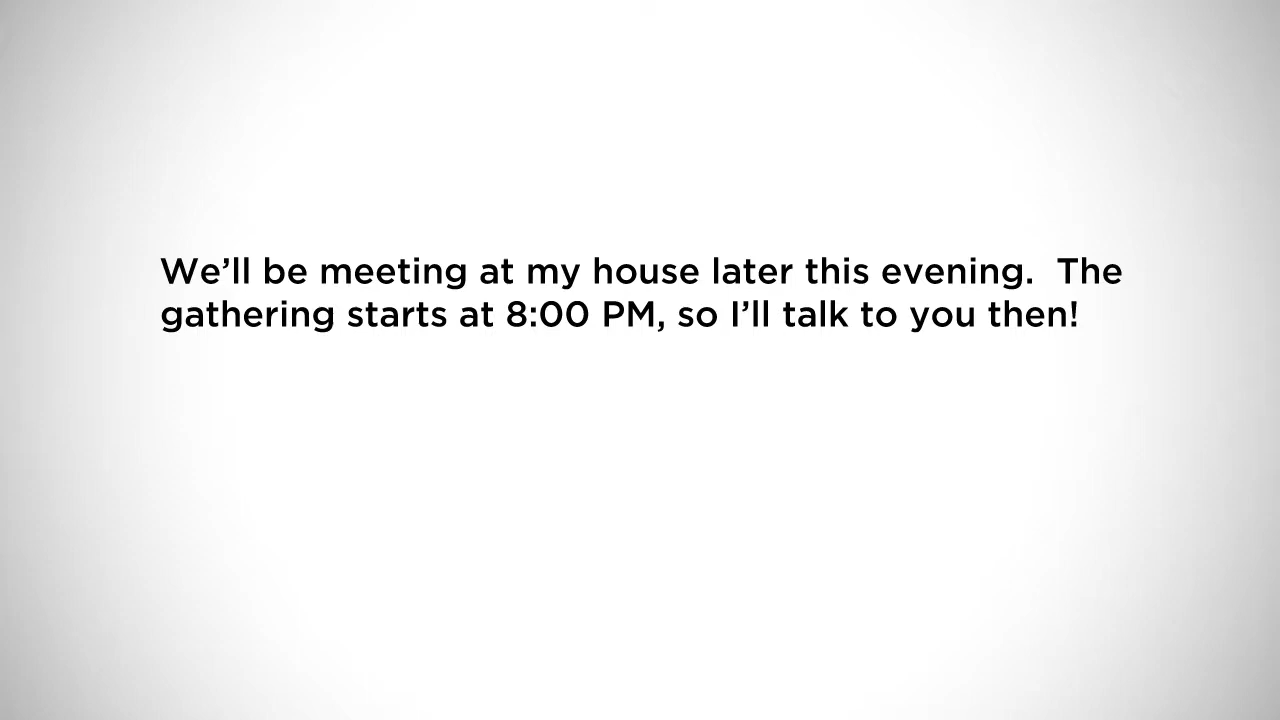 We’ll be meeting at my house later this evening.  The
gathering starts at 8:00 PM, so I’ll talk to you then!